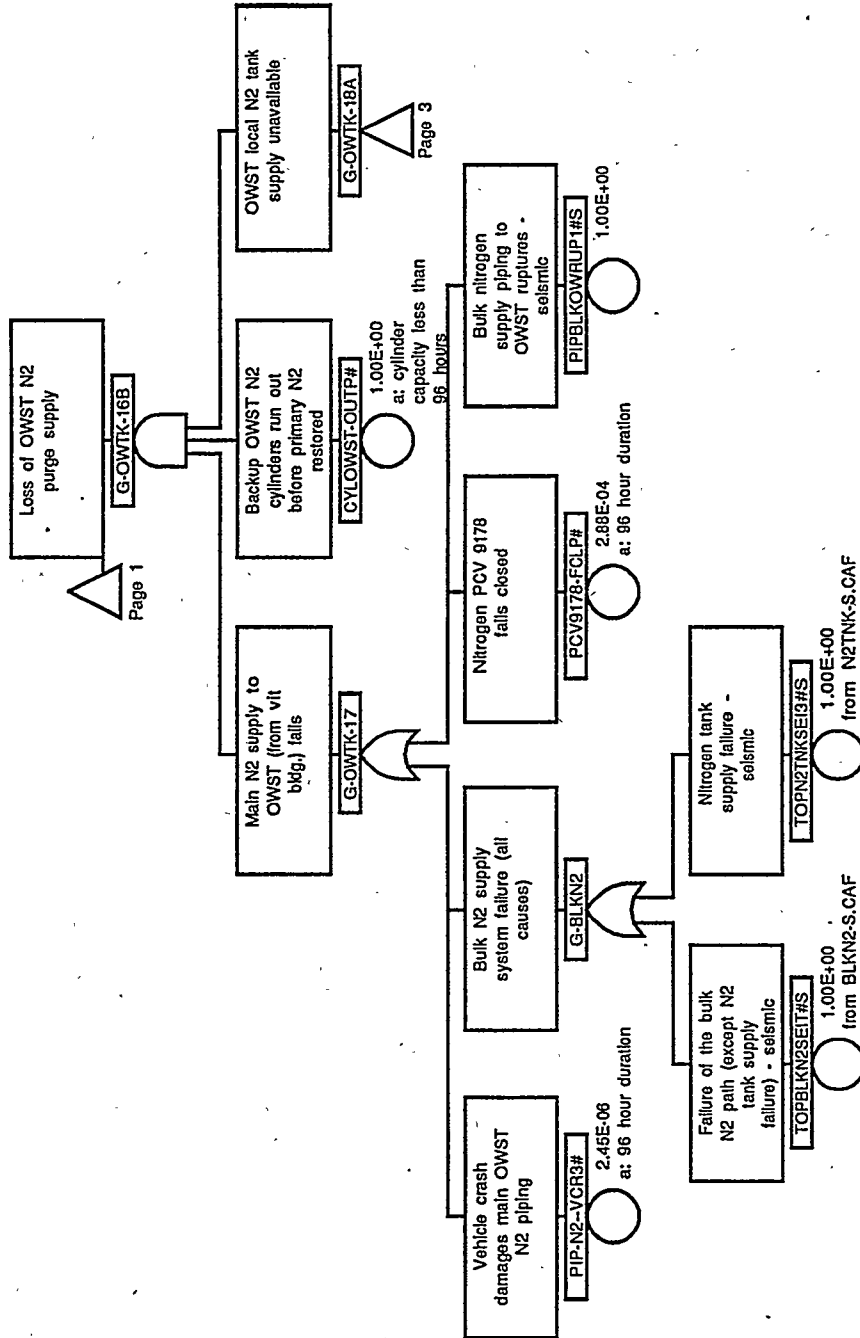 Loss of OWST N2
purge supply
G-OWTK-16B
Page 1
Main N2 supply to
OWST (from vit
bldg.) fails
G-OWTK-17
Backup OWST N2
cylinders run out
before primary N2
restored
CYLOWST-OUTP#
1.00E+00
a: cylinder
capacity less than
96 hours
OWST local N2 tank
supply unavailable
G-OWTK-18A
Page 3
Vehicle crash
damages main OWST
N2 piping
PIP-N2--VCR3#
2.45E-06
a: 96 hour duration
Bulk N2 supply
system failure (all
causes)
G-BLKN2
Nitrogen PCV 9178
fails closed
PCV9178-FCLP#
2.88E-04
a: 96 hour duration
Bulk nitrogen
supply piping to
OWST ruptures -
seismic
PIPBLKOWRUP1#S
1.00E+00
Failure of the bulk
N2 path (except N2
tank supply
failure) - seismic
TOPBLKN2SEIT#S
1.00E+00
from BLKN2-S.CAF
Nitrogen tank
supply failure -
seismic
TOPN2TNKSEI3#S
1.00E+00
from N2TNK-S.CAF